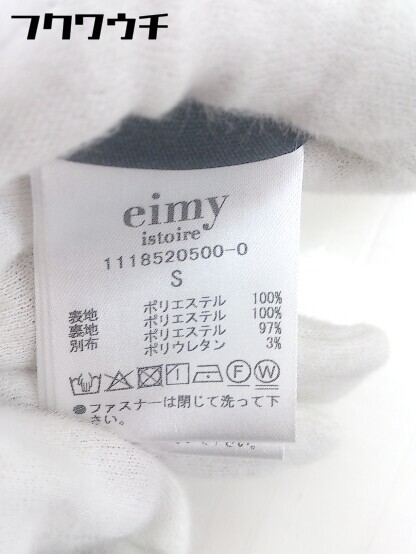 フクワウチ
eimy
istoire
1118520500-0
S
表地 ポリエステル 100%
裏地 ポリエステル 100%
別布 ポリエステル 97%
ポリウレタン 3%
F W
●ファスナーは閉じて洗って下
さい。